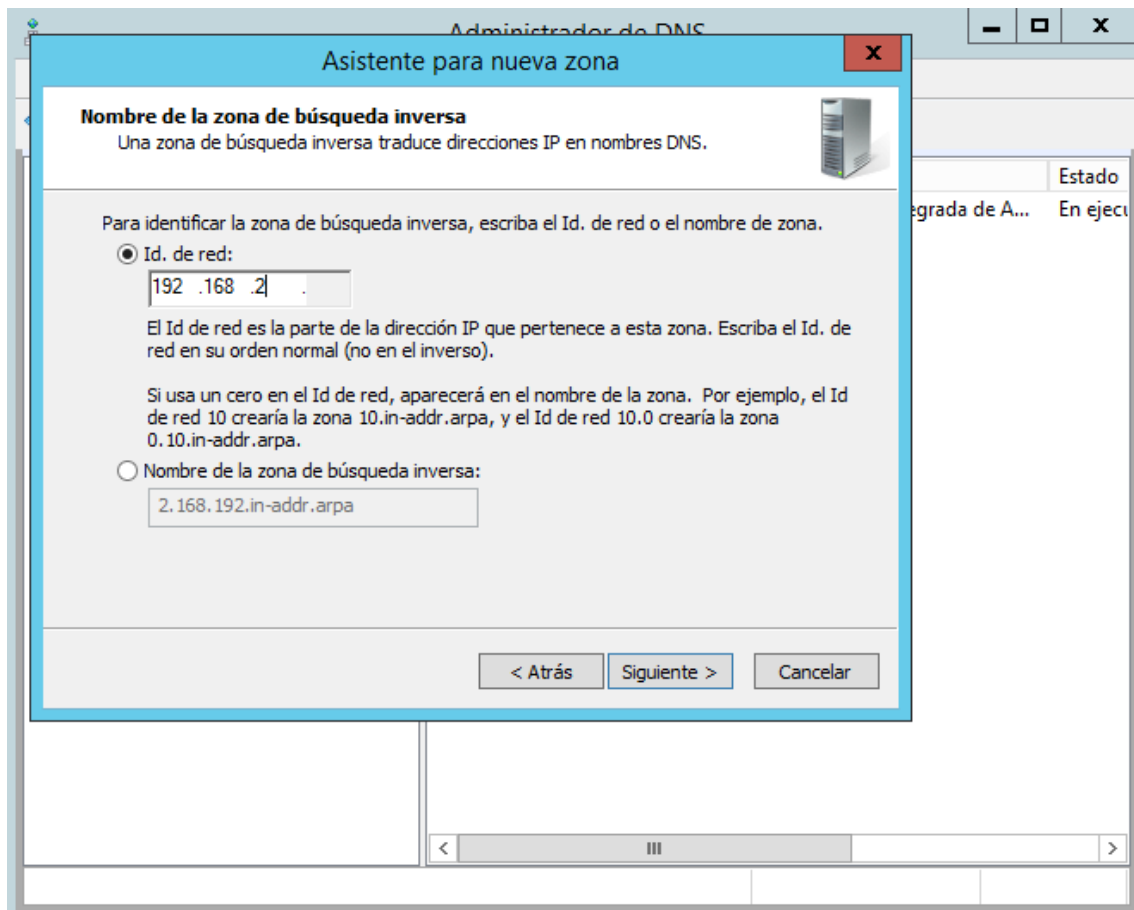 Administrador de DNS
Asistente para nueva zona
Nombre de la zona de búsqueda inversa
Una zona de búsqueda inversa traduce direcciones IP en nombres DNS.
Estado
egrada de A... En ejecu
Para identificar la zona de búsqueda inversa, escriba el Id. de red o el nombre de zona.
Id. de red:
192 .168 .2 .
El Id de red es la parte de la dirección IP que pertenece a esta zona. Escriba el Id. de
red en su orden normal (no en el inverso).
Si usa un cero en el Id de red, aparecerá en el nombre de la zona. Por ejemplo, el Id
de red 10 crearía la zona 10.in-addr.arpa, y el Id de red 10.0 crearía la zona
0.10.in-addr.arpa.
Nombre de la zona de búsqueda inversa:
2.168.192.in-addr.arpa
< Atrás Siguiente > Cancelar